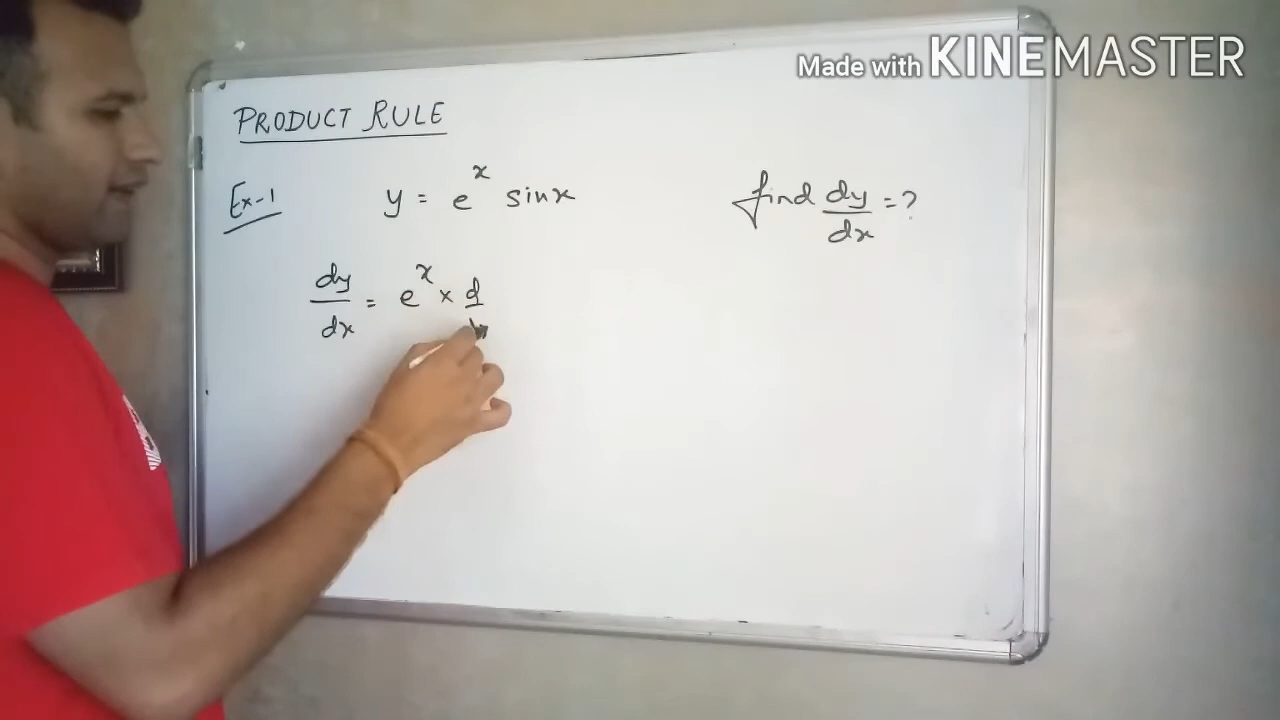 Made with KINEMASTER
PRODUCT RULE
Ex-1 y = e^x sinx find dy/dx = ?
dy/dx = e^x × d